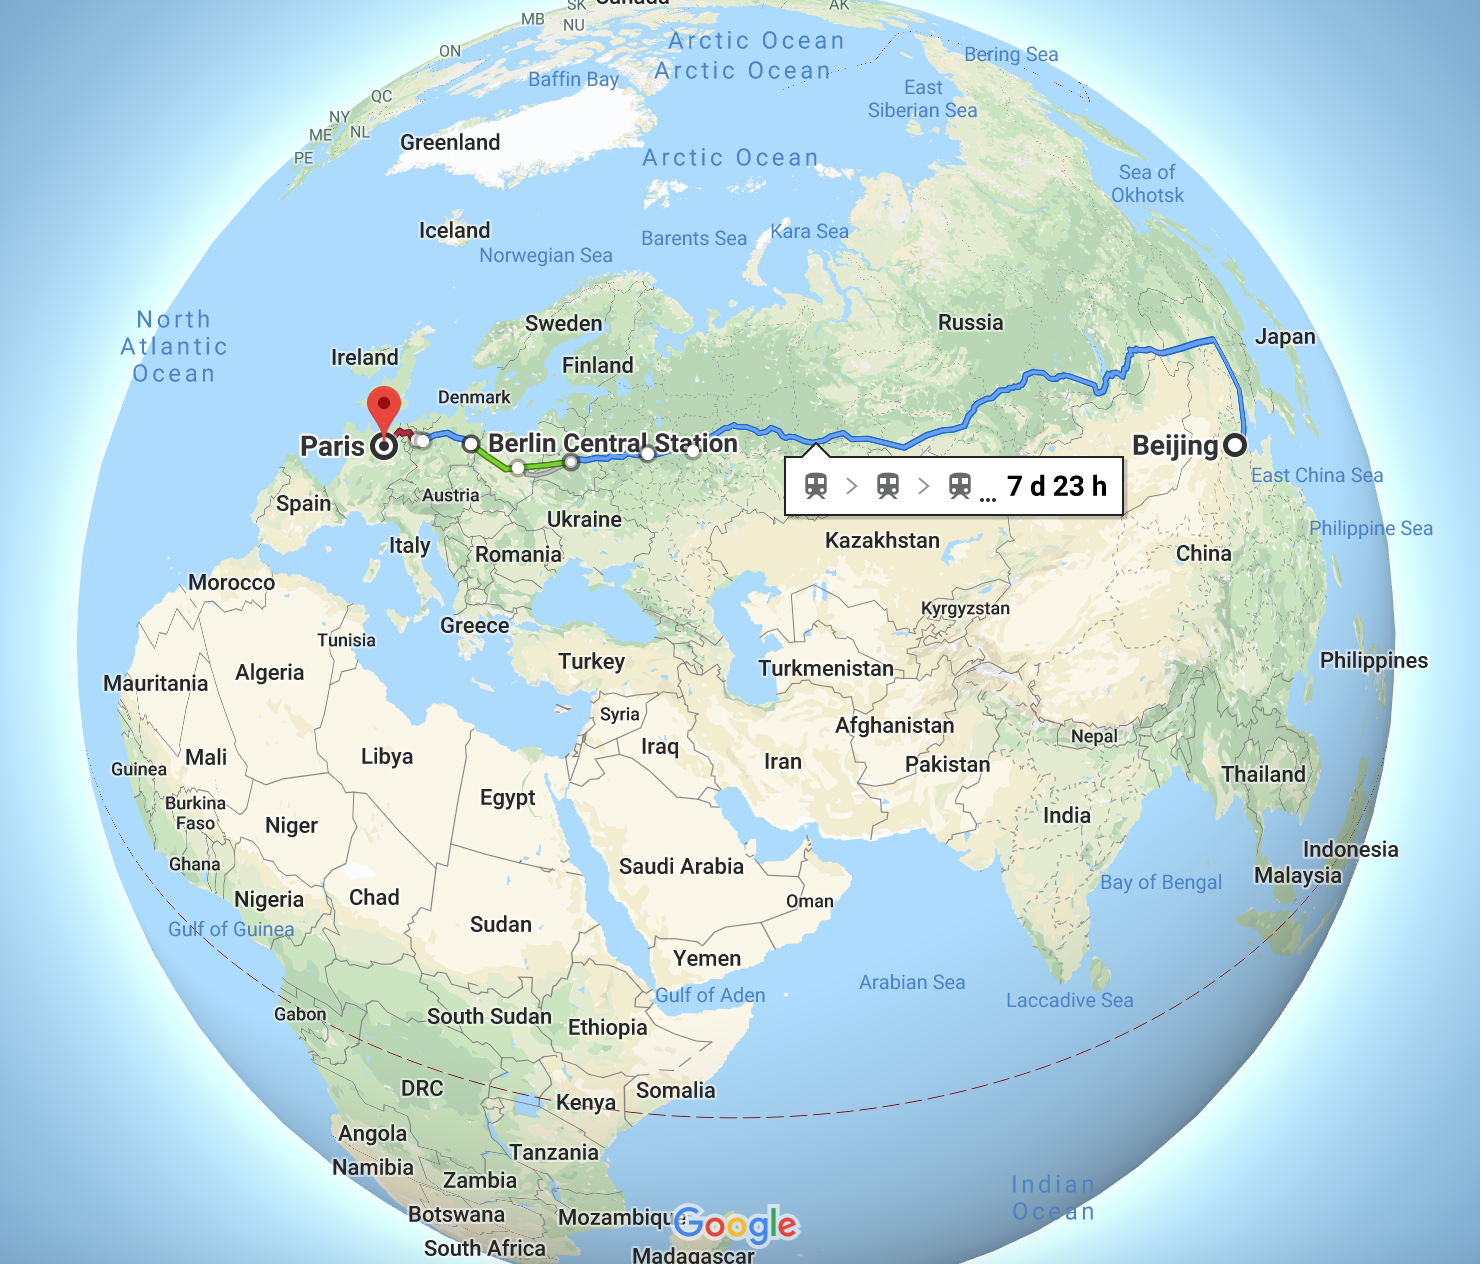 SK
Canada
AK
MB
NU
Arctic Ocean
ON
Bering Sea
Arctic Ocean
Baffin Bay
East
Siberian Sea
QC
NY
NL
ME
Greenland
PE
Arctic Ocean
Sea of
Okhotsk
Iceland
Kara Sea
Barents Sea
Norwegian Sea
North
Atlantic
Ocean
Sweden
Russia
Japan
Ireland
Finland
Denmark
Paris
Berlin Central Station
Beijing
East China Sea
7 d 23 h
...
Austria
Spain
Ukraine
Philippine Sea
Italy
Kazakhstan
Romania
China
Morocco
Kyrgyzstan
Greece
Tunisia
Turkey
Philippines
Algeria
Turkmenistan
Mauritania
Syria
Afghanistan
Nepal
Iraq
Libya
Mali
Iran
Pakistan
Guinea
Thailand
Egypt
Burkina
Faso
India
Niger
Indonesia
Ghana
Saudi Arabia
Malaysia
Bay of Bengal
Chad
Nigeria
Oman
Sudan
Gulf of Guinea
Yemen
Arabian Sea
Gulf of Aden
Laccadive Sea
Gabon
South Sudan
Ethiopia
DRC
Somalia
Kenya
Angola
Tanzania
Namibia
Zambia
Indian
Ocean
Botswana
Mozambique
Google
South Africa
Madagascar